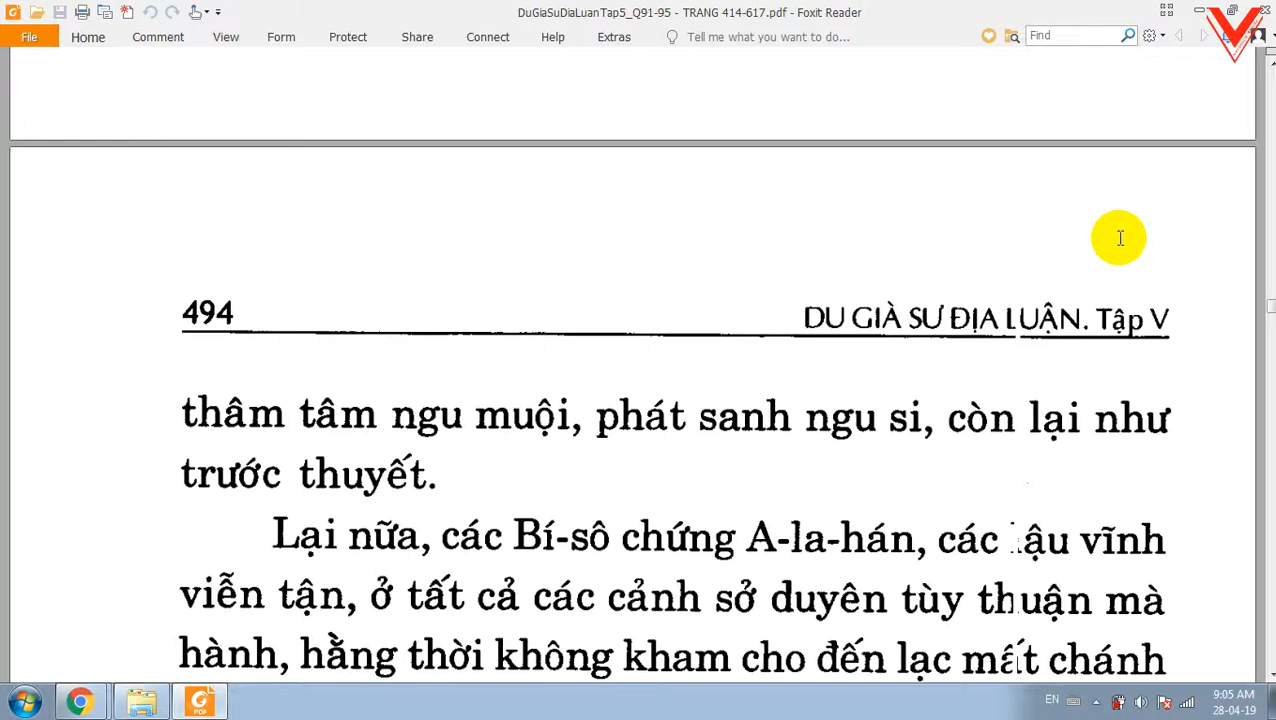 DuGiaSuDiaLuanTap5_Q91-95 - TRANG 414-617.pdf - Foxit Reader
File Home Comment View Form Protect Share Connect Help Extras Tell me what you want to do... Find
494 DU GIÀ SƯ ĐỊA LUẬN. Tập V
thâm tâm ngu muội, phát sanh ngu si, còn lại như
trước thuyết.
Lại nữa, các Bí-sô chứng A-la-hán, các lậu vĩnh
viễn tận, ở tất cả các cảnh sở duyên tùy thuận mà
hành, hằng thời không kham cho đến lạc mất chánh
EN 9:05 AM
28-04-19